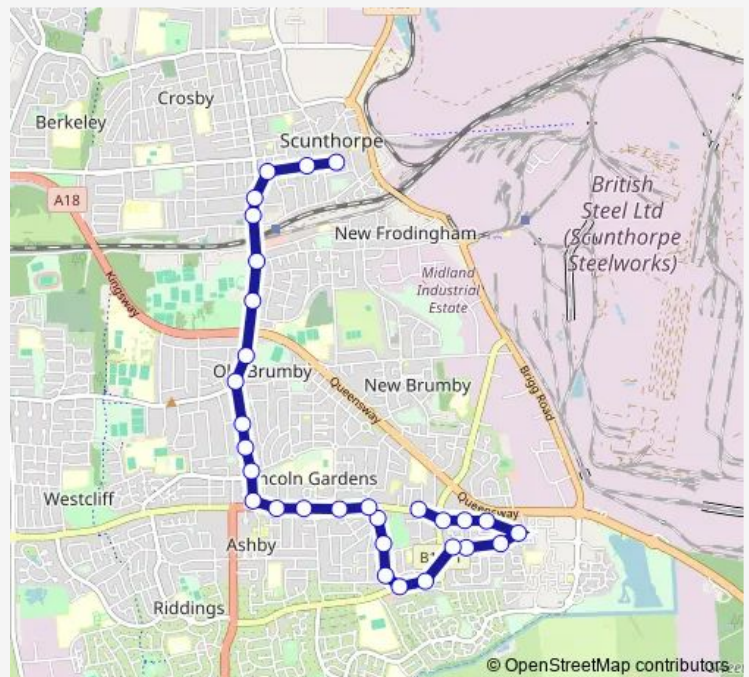 Crosby
Berkeley
Scunthorpe
A18
British
Steel Ltd
(Scunthorpe
Steelworks)
New Frodingham
Midland
Industrial
Estate
Kingsway
Brumby
New Brumby
Queensway
Brigg Road
ncoln Gardens
Westcliff
Queensway
Ashby
Riddings
© OpenStreetMap contributors